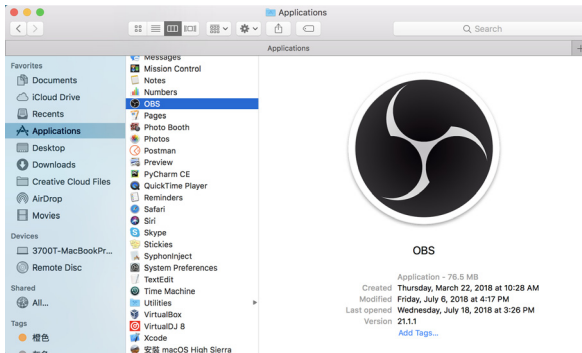 Applications
Search
Applications
Favorites
Documents
iCloud Drive
Recents
Applications
Desktop
Downloads
Creative Cloud Files
AirDrop
Movies
Devices
3700T-MacBookPr...
Remote Disc
Shared
All...
Tags
橙色
Messages
Mission Control
Notes
Numbers
OBS
Pages
Photo Booth
Photos
Postman
Preview
PyCharm CE
QuickTime Player
Reminders
Safari
Siri
Skype
Stickies
SyphonInject
System Preferences
TextEdit
Time Machine
Utilities
VirtualBox
VirtualDJ 8
Xcode
安裝 macOS High Sierra
OBS
Application - 76.5 MB
Created Thursday, March 22, 2018 at 10:28 AM
Modified Friday, July 6, 2018 at 4:17 PM
Last opened Wednesday, July 18, 2018 at 3:26 PM
Version 21.1.1
Add Tags...